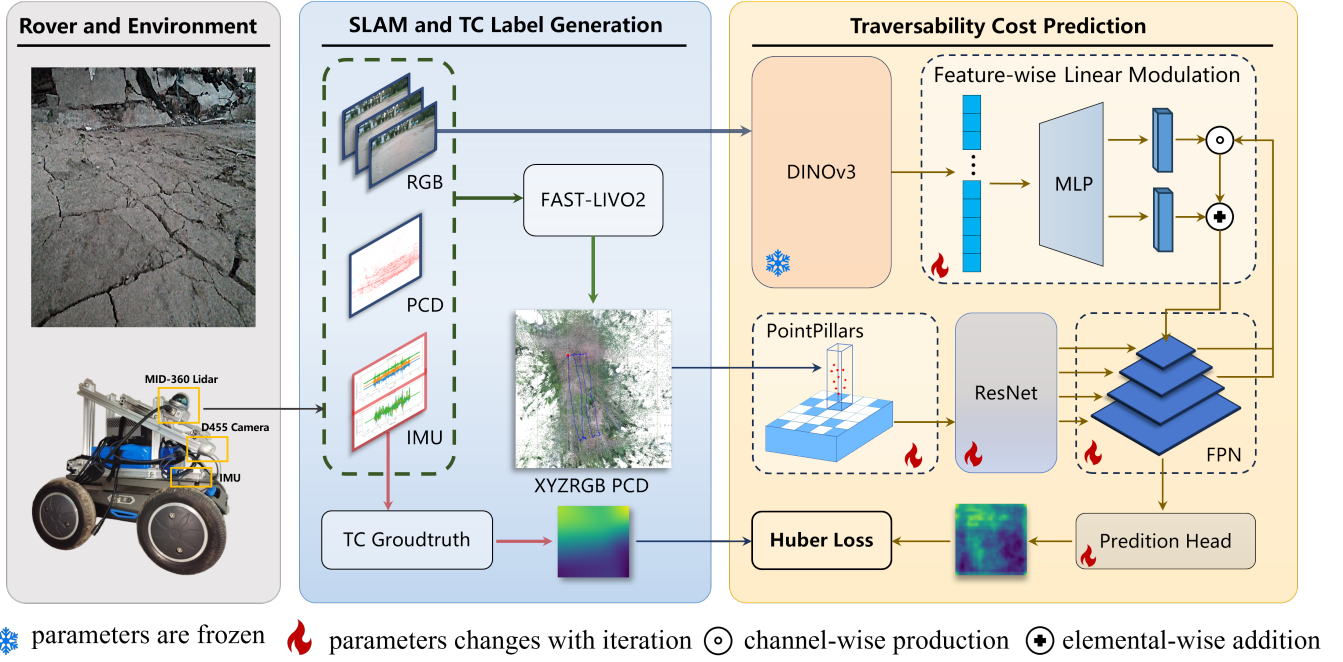 Rover and Environment
MID-360 Lidar
D455 Camera
IMU
SLAM and TC Label Generation
RGB
PCD
IMU
FAST-LIVO2
XYZRGB PCD
TC Groudtruth
Traversability Cost Prediction
DINOv3
Feature-wise Linear Modulation
MLP
PointPillars
ResNet
FPN
Huber Loss
Predition Head
parameters are frozen
parameters changes with iteration
channel-wise production
elemental-wise addition